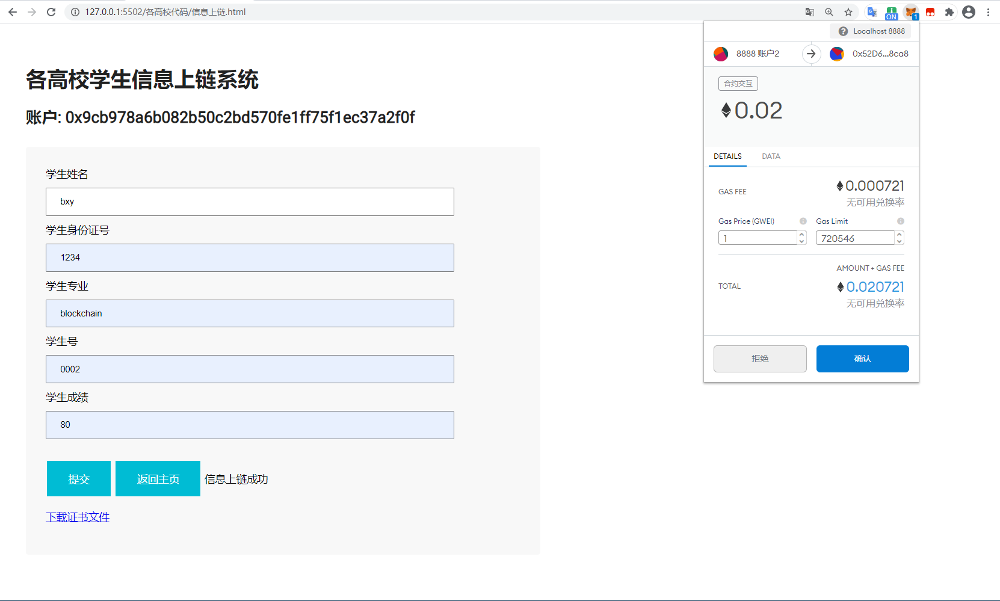 127.0.0.1:5502/各高校代码/信息上链.html
ON
1
各高校学生信息上链系统
账户: 0x9cb978a6b082b50c2bd570fe1ff75f1ec37a2f0f
学生姓名
bxy
学生身份证号
1234
学生专业
blockchain
学生号
0002
学生成绩
80
提交 返回主页 信息上链成功
下载证书文件
Localhost 8888
8888 账户2 0x52D6...8ca8
合约交互
0.02
DETAILS DATA
GAS FEE 0.000721
无可用兑换率
Gas Price (GWEI) Gas Limit
1 720546
AMOUNT + GAS FEE
TOTAL 0.020721
无可用兑换率
拒绝 确认